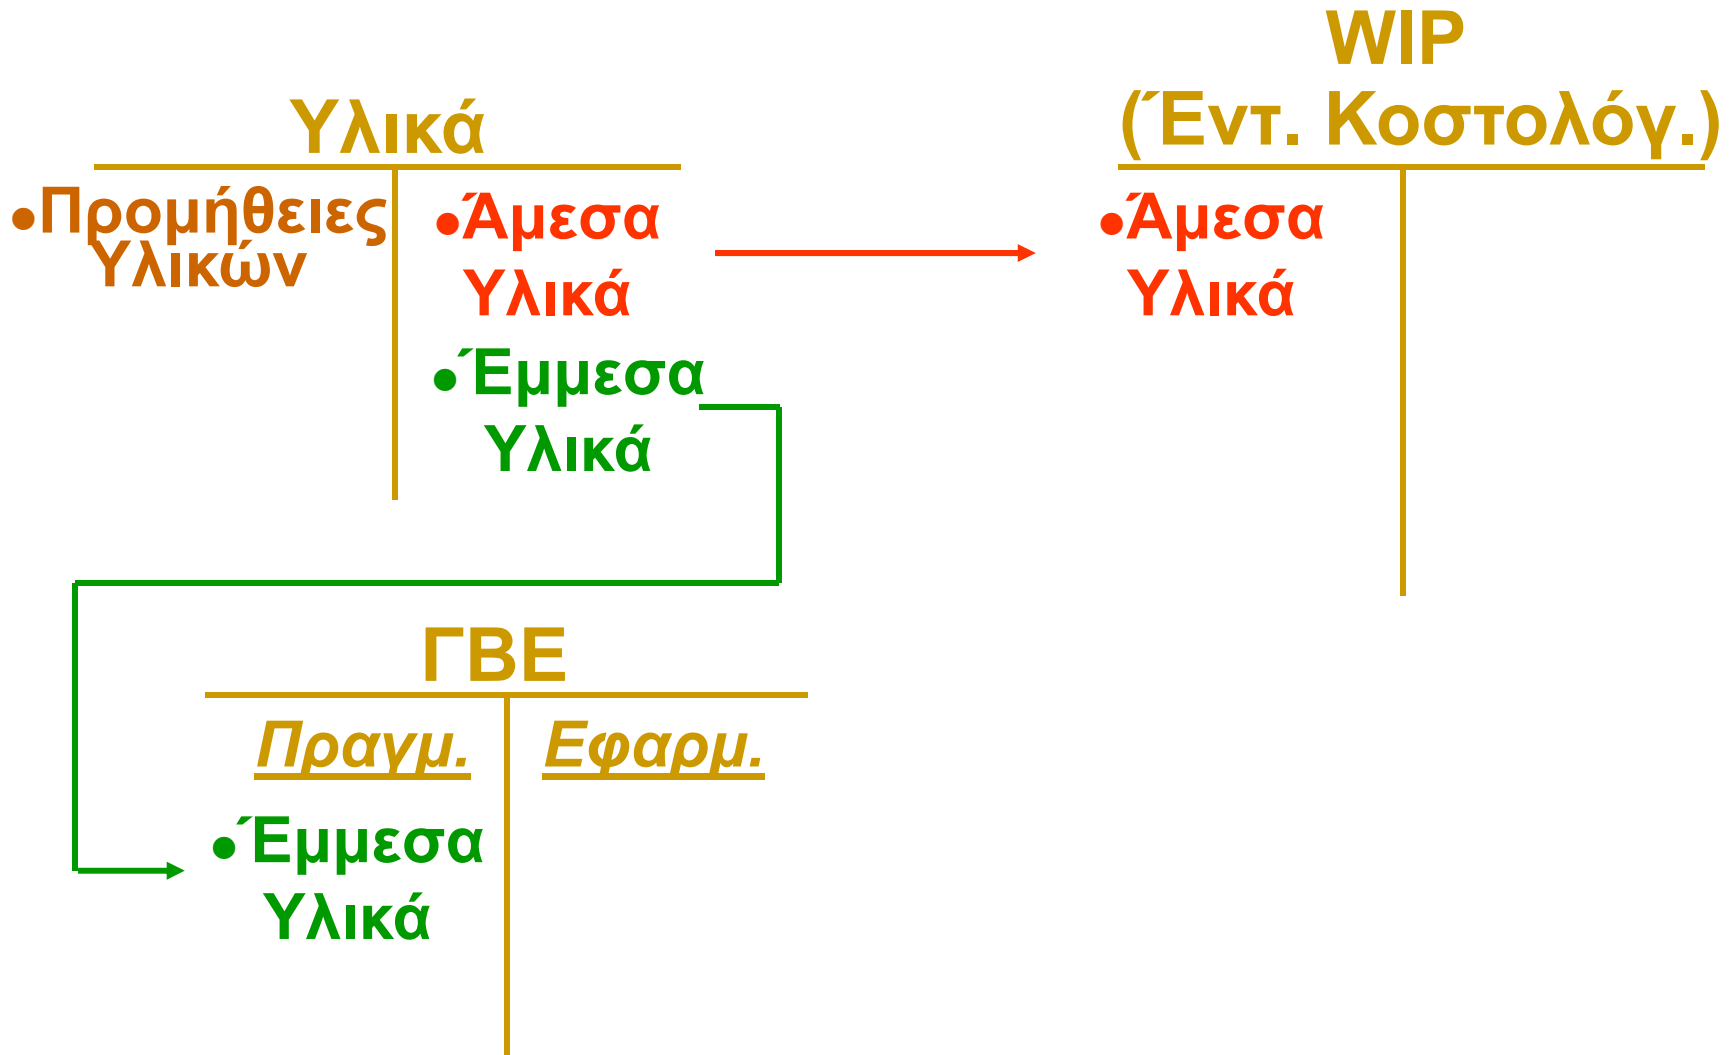 WIP
(Έντ. Κοστολόγ.)
Υλικά
•Προμήθειες
Υλικών
•Άμεσα
Υλικά
•Έμμεσα
Υλικά
•Άμεσα
Υλικά
ΓΒΕ
Πραγμ.
Εφαρμ.
•Έμμεσα
Υλικά